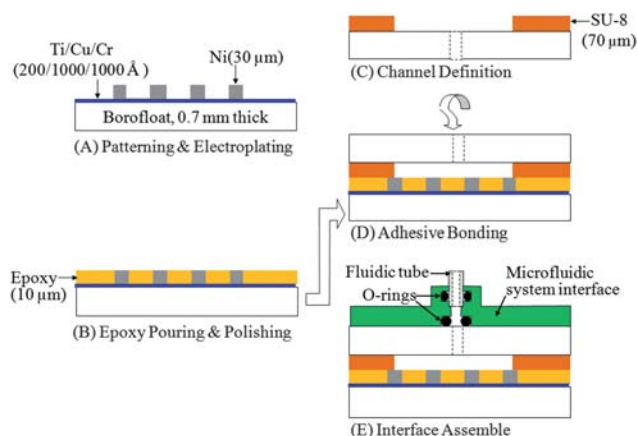 Ti/Cu/Cr
(200/1000/1000 Å)
Ni(30 µm)
Borofloat, 0.7 mm thick
(A) Patterning & Electroplating
Epoxy
(10 µm)
(B) Epoxy Pouring & Polishing
SU-8
(70 µm)
(C) Channel Definition
(D) Adhesive Bonding
Fluidic tube
O-rings
Microfluidic
system interface
(E) Interface Assemble